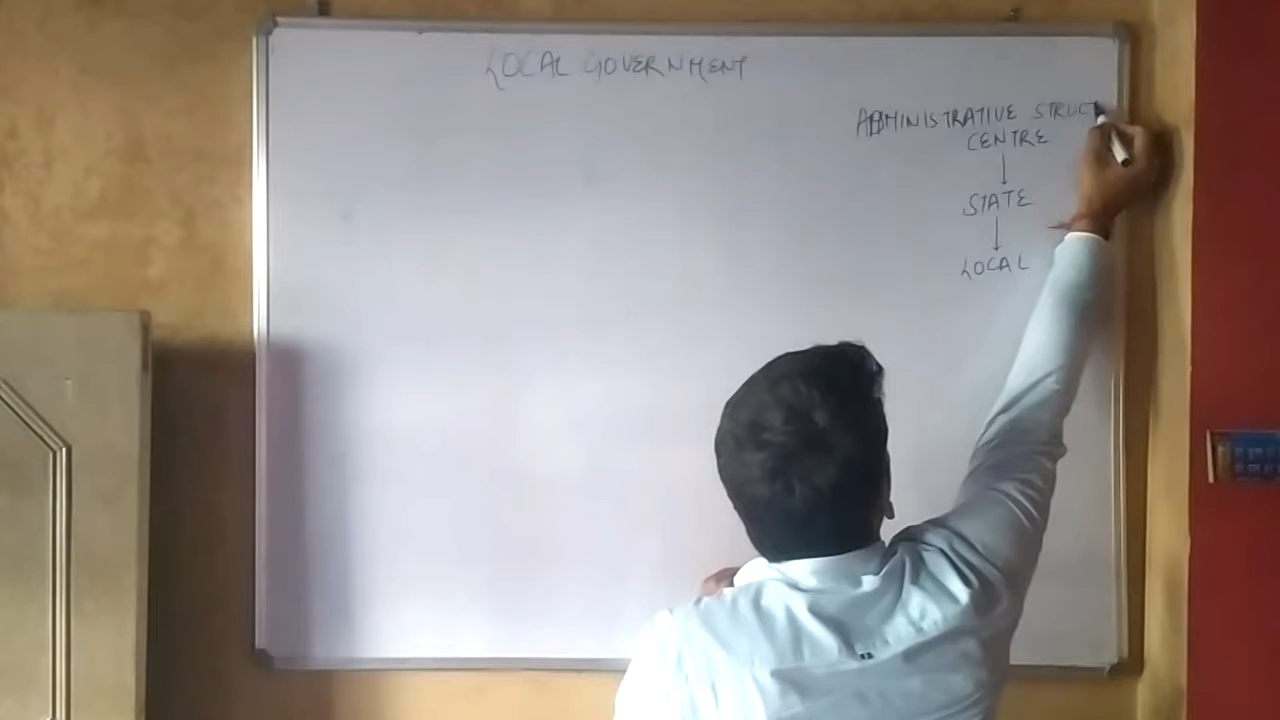 LOCAL GOVERNMENT
ADMINISTRATIVE STRUCT
CENTRE
STATE
LOCAL